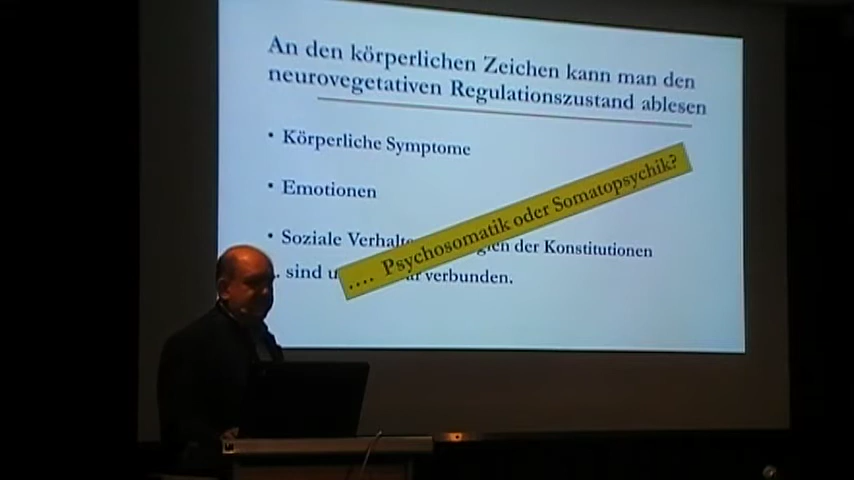 An den körperlichen Zeichen kann man den
neurovegetativen Regulationszustand ablesen
• Körperliche Symptome
• Emotionen
• Soziale Verhalte der Konstitutionen
sind verbunden.
.... Psychosomatik oder Somatopsychik?